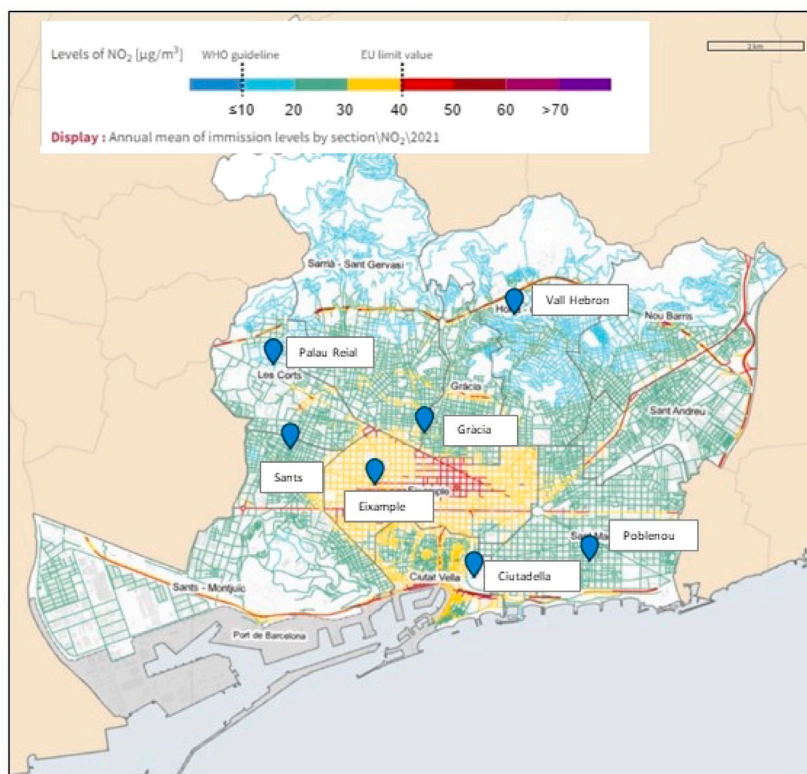 Levels of NO₂ [µg/m³]
WHO guideline
EU limit value
2 km
≤10 20 30 40 50 60 >70
Display : Annual mean of immission levels by section\NO₂\2021
Sarrià - Sant Gervasi
Vall Hebron
Nou Barris
Palau Reial
Les Corts
Gràcia
Sant Andreu
Gràcia
Sants
Eixample
Poblenou
Ciutat Vella
Ciutadella
Sants - Montjuïc
Port de Barcelona